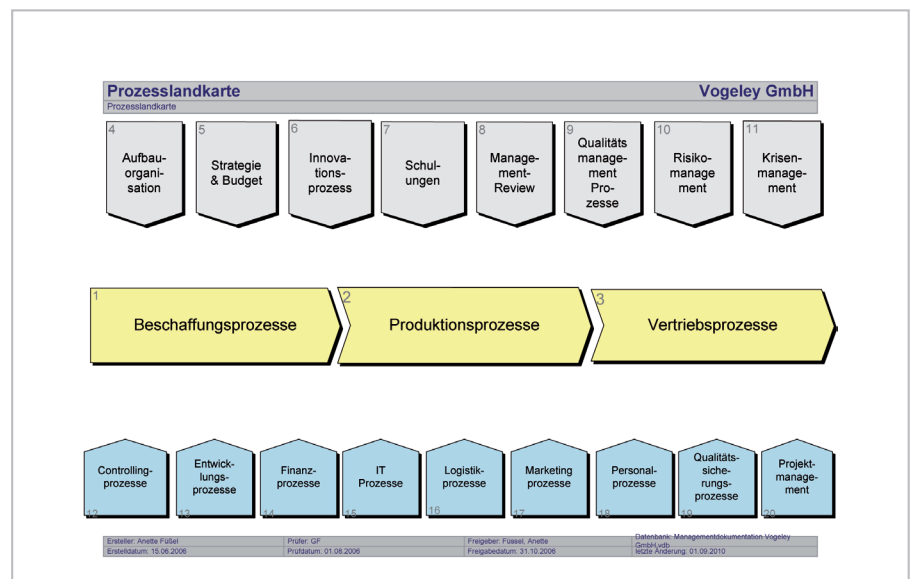 Prozesslandkarte Vogeley GmbH
Prozesslandkarte
4
Aufbau-
organi-
sation
5
Strategie
& Budget
6
Innova-
tions-
prozess
7
Schul-
ungen
8
Manage-
ment-
Review
9
Qualitäts
manage-
ment
Pro-
zesse
10
Risiko-
manage
ment
11
Krisen-
manage-
ment
1
Beschaffungsprozesse
2
Produktionsprozesse
3
Vertriebsprozesse
Controlling-
prozesse
12
Entwick-
lungs-
prozesse
13
Finanz-
prozesse
14
IT
Prozesse
15
Logistik-
prozesse
16
Marketing
prozesse
17
Personal-
prozesse
18
Qualitäts-
siche-
rungs-
prozesse
19
Projekt-
manage-
ment
20
Ersteller: Anette Füßel
Erstelldatum: 15.06.2006
Prüfer: GF
Prüfdatum: 01.08.2006
Freigeber: Füssel, Anette
Freigabedatum: 31.10.2006
Datenbank: Managementdokumentation Vogeley
GmbH.vdb
letzte Änderung: 01.09.2010